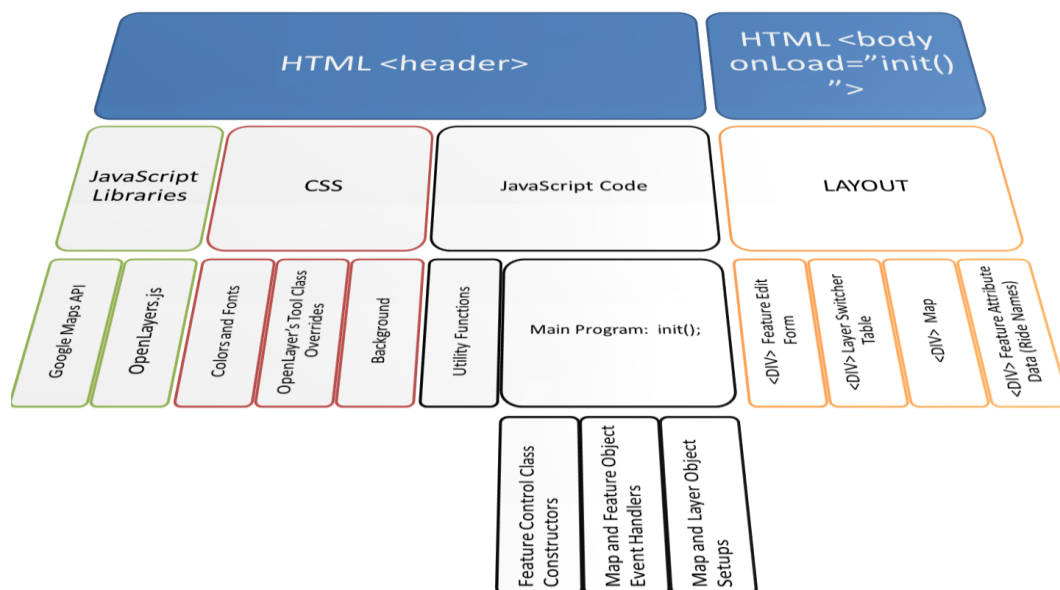 HTML <header>
HTML <body
onLoad=”init()
”>
JavaScript
Libraries
CSS
JavaScript Code
LAYOUT
Google Maps API
OpenLayers.js
Colors and Fonts
OpenLayer's Tool Class
Overrides
Background
Utility Functions
Main Program:  init();
<DIV> Feature Edit
Form
<DIV> Layer Switcher
Table
<DIV> Map
<DIV> Feature Attribute
Data (Ride Names)
Feature Control Class
Constructors
Map and Feature Object
Event Handlers
Map and Layer Object
Setups